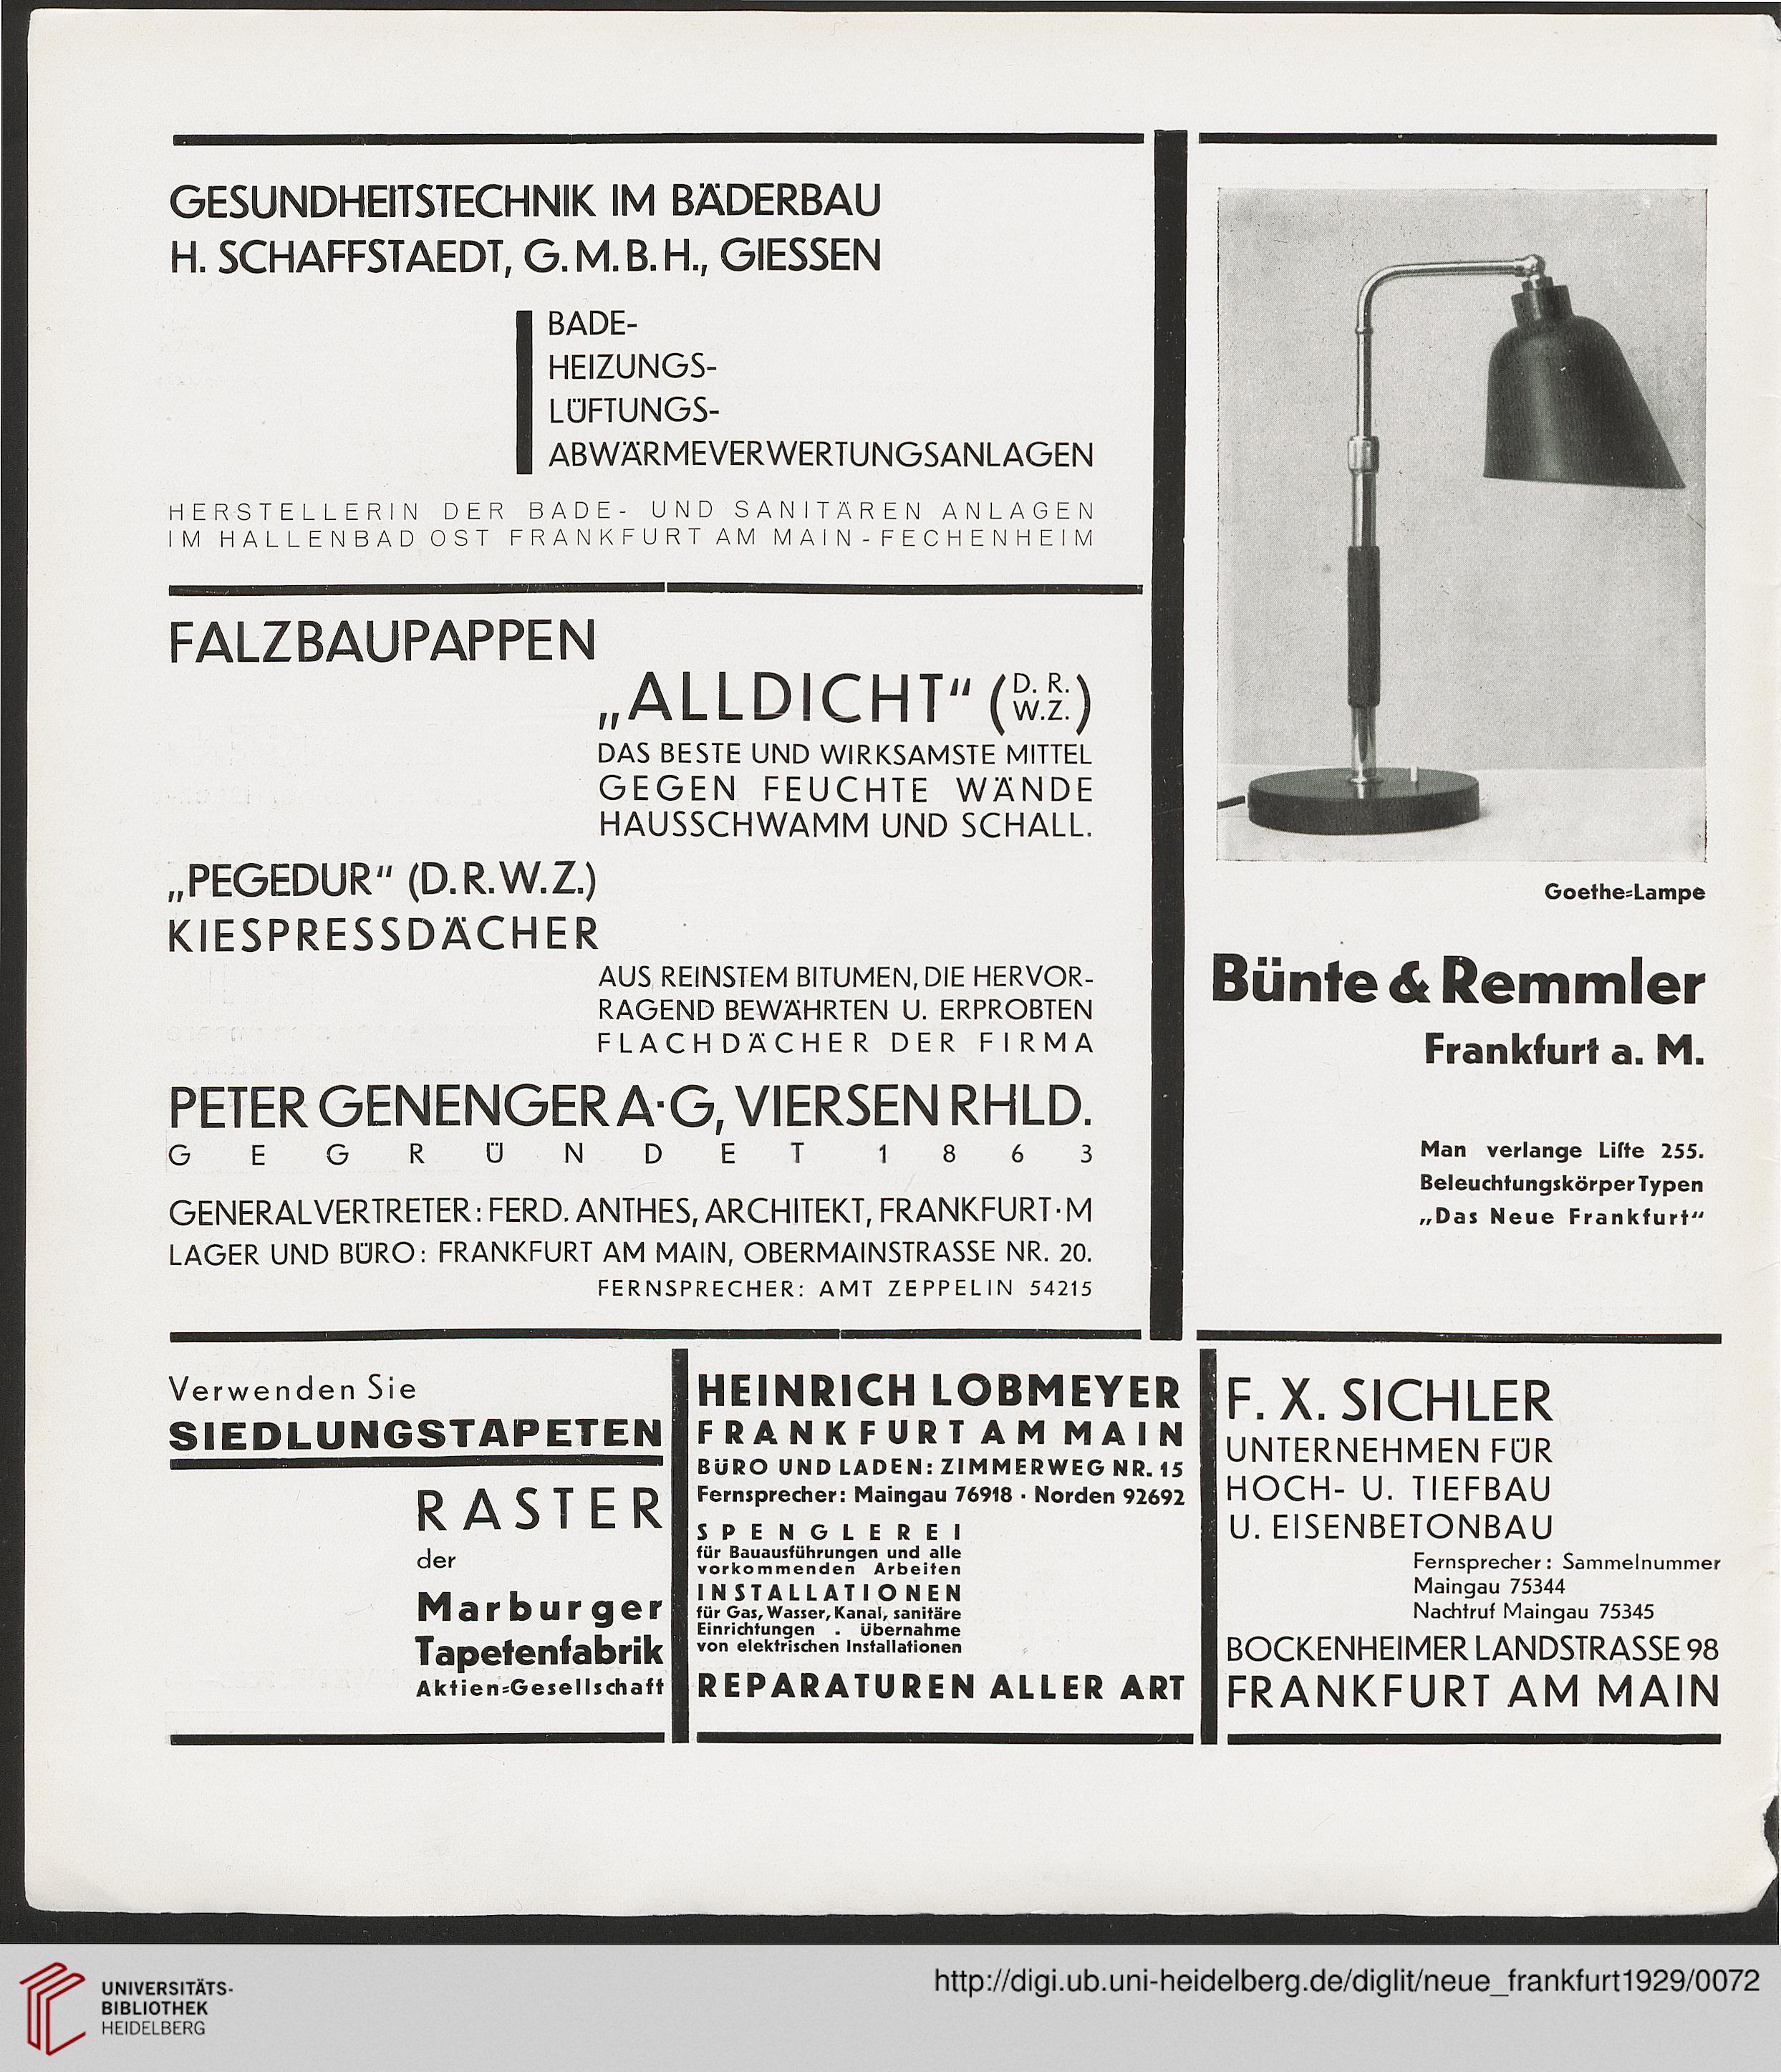 GESUNDHEITSTECHNIK IM BÄDERBAU
H. SCHAFFSTAEDT, G. M. B. H., GIESSEN
BADE-
HEIZUNGS-
LÜFTUNGS-
ABWÄRMEVERWERTUNGSANLAGEN
HERSTELLERIN DER BADE- UND SANITÄREN ANLAGEN
IM HALLENBAD OST FRANKFURT AM MAIN-FECHENHEIM
FALZBAUPAPPEN
„ALLDICHT“ (D. R. W.Z.)
DAS BESTE UND WIRKSAMSTE MITTEL
GEGEN FEUCHTE WÄNDE
HAUSSCHWAMM UND SCHALL.
„PEGEDUR“ (D. R. W. Z.)
KIESPRESSDÄCHER
AUS REINSTEM BITUMEN, DIE HERVOR-
RAGEND BEWÄHRTEN U. ERPROBTEN
FLACHDÄCHER DER FIRMA
PETER GENENGER A·G, VIERSEN RHLD.
GEGRÜNDET 1863
GENERALVERTRETER: FERD. ANTHES, ARCHITEKT, FRANKFURT·M
LAGER UND BÜRO: FRANKFURT AM MAIN, OBERMAINSTRASSE NR. 20.
FERNSPRECHER: AMT ZEPPELIN 54215
Goethe=Lampe
Bünte & Remmler
Frankfurt a. M.
Man verlange Liſte 255.
Beleuchtungskörper Typen
„Das Neue Frankfurt“
Verwenden Sie
SIEDLUNGSTAPETEN
RASTER
der
Marburger
Tapetenfabrik
Aktien=Gesellschaft
HEINRICH LOBMEYER
FRANKFURT AM MAIN
BÜRO UND LADEN: ZIMMERWEG NR. 15
Fernsprecher: Maingau 76918 · Norden 92692
SPENGLEREI
für Bauausführungen und alle
vorkommenden Arbeiten
INSTALLATIONEN
für Gas, Wasser, Kanal, sanitäre
Einrichtungen . Übernahme
von elektrischen Installationen
REPARATUREN ALLER ART
F. X. SICHLER
UNTERNEHMEN FÜR
HOCH- U. TIEFBAU
U. EISENBETONBAU
Fernsprecher: Sammelnummer
Maingau 75344
Nachtruf Maingau 75345
BOCKENHEIMER LANDSTRASSE 98
FRANKFURT AM MAIN
UNIVERSITÄTS-
BIBLIOTHEK
HEIDELBERG
http://digi.ub.uni-heidelberg.de/diglit/neue_frankfurt1929/0072